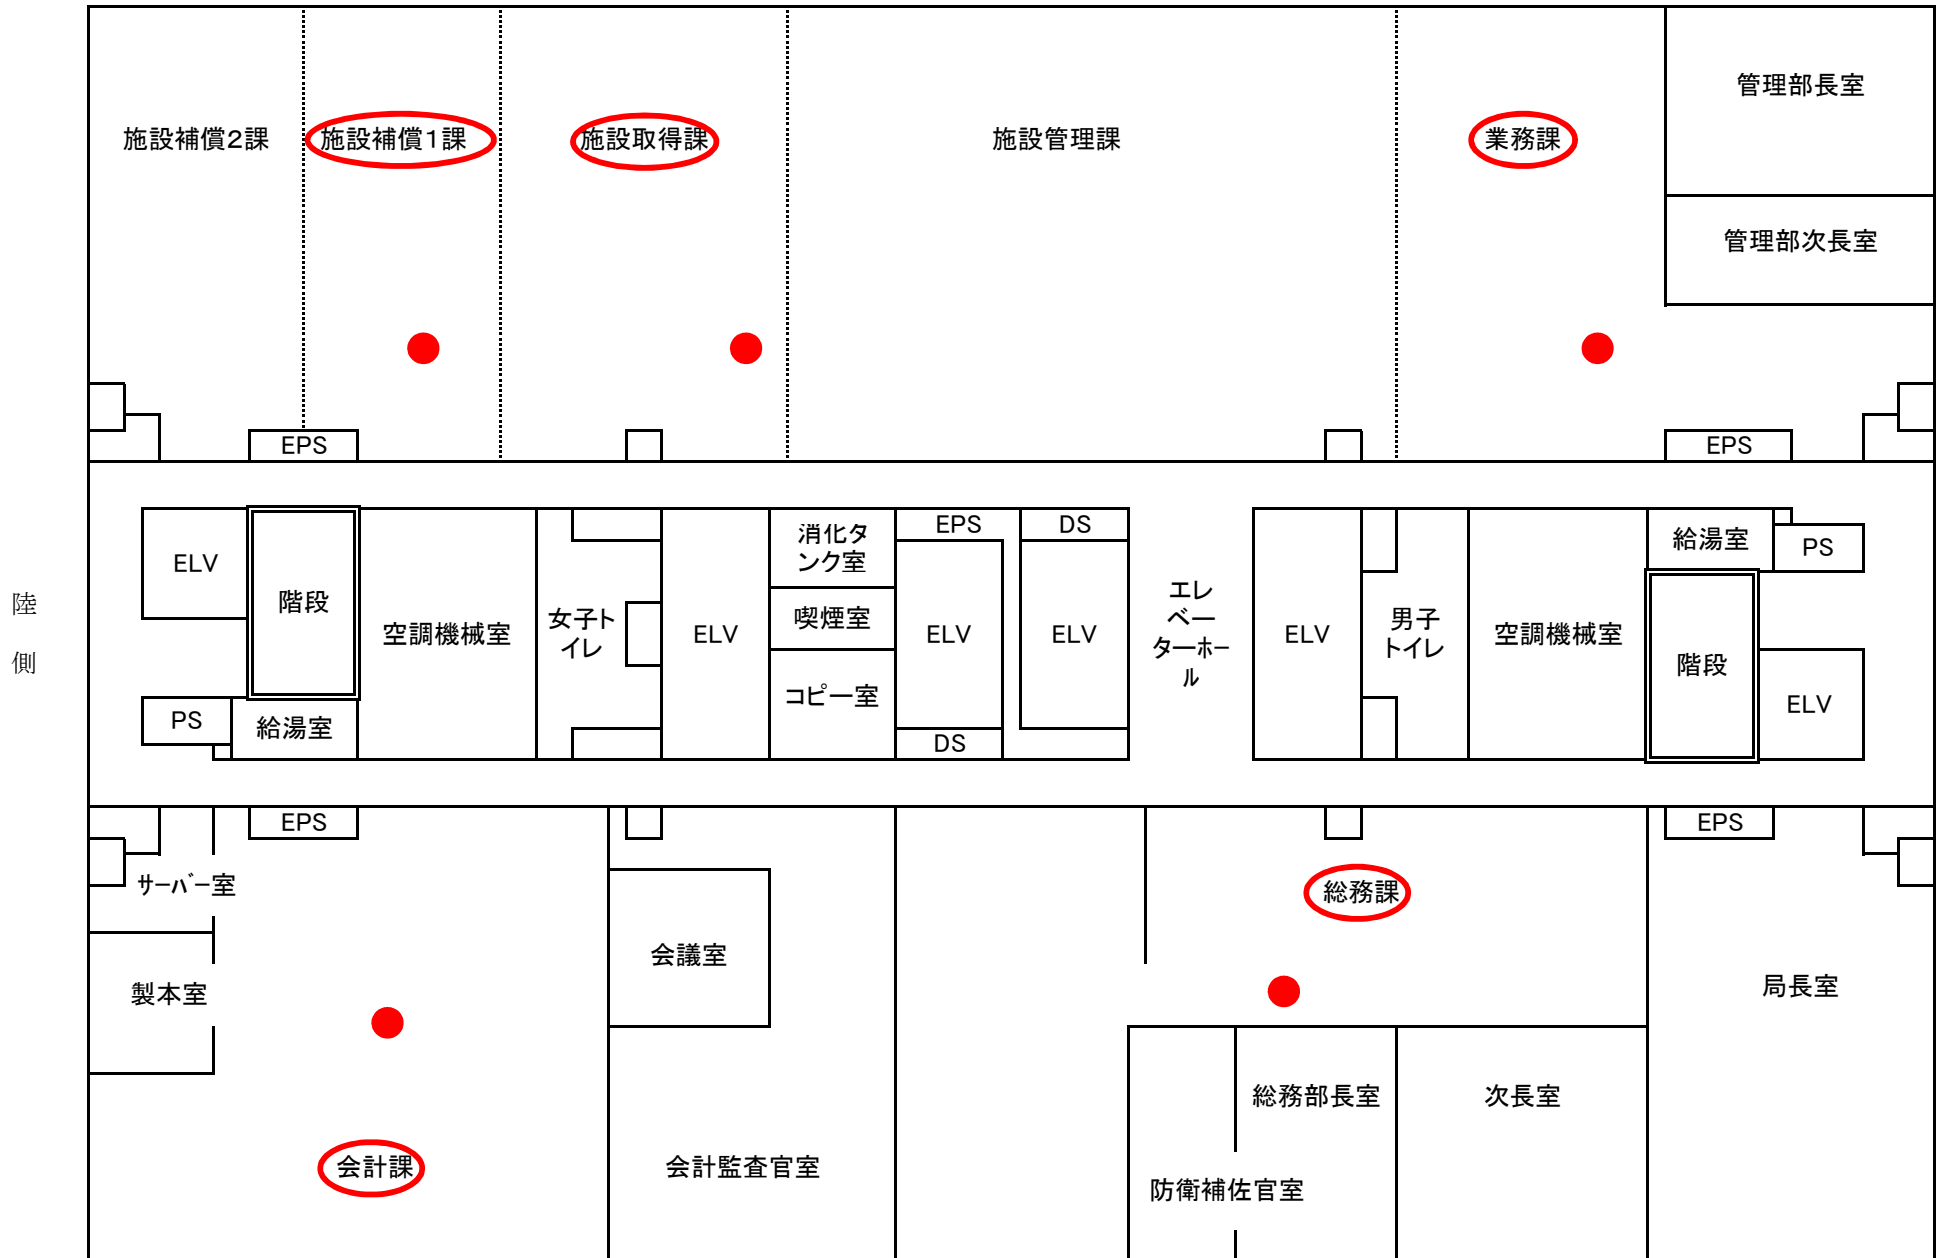 管理部長室
施設補償2課
施設補償1課
施設取得課
施設管理課
業務課
管理部次長室
EPS
EPS
ELV
階段
空調機械室
女子ト
イレ
ELV
消化タ
ンク室
喫煙室
コピー室
EPS
ELV
DS
DS
ELV
エレ
ベー
ターホー
ル
ELV
男子
トイレ
空調機械室
給湯室
PS
階段
ELV
PS
給湯室
陸
側
EPS
EPS
サーバー室
総務課
会議室
製本室
局長室
総務部長室
次長室
会計課
会計監査官室
防衛補佐官室